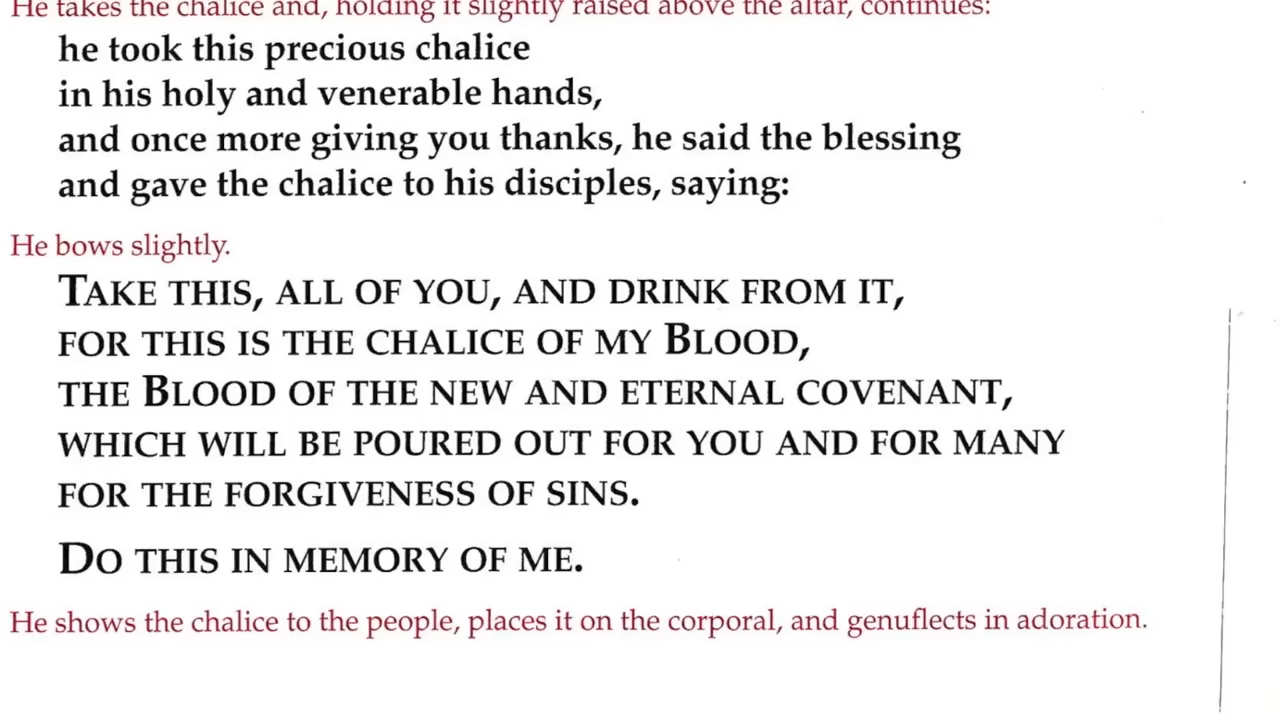 He takes the chalice and, holding it slightly raised above the altar, continues:
he took this precious chalice
in his holy and venerable hands,
and once more giving you thanks, he said the blessing
and gave the chalice to his disciples, saying:
He bows slightly.
TAKE THIS, ALL OF YOU, AND DRINK FROM IT,
FOR THIS IS THE CHALICE OF MY BLOOD,
THE BLOOD OF THE NEW AND ETERNAL COVENANT,
WHICH WILL BE POURED OUT FOR YOU AND FOR MANY
FOR THE FORGIVENESS OF SINS.
DO THIS IN MEMORY OF ME.
He shows the chalice to the people, places it on the corporal, and genuflects in adoration.